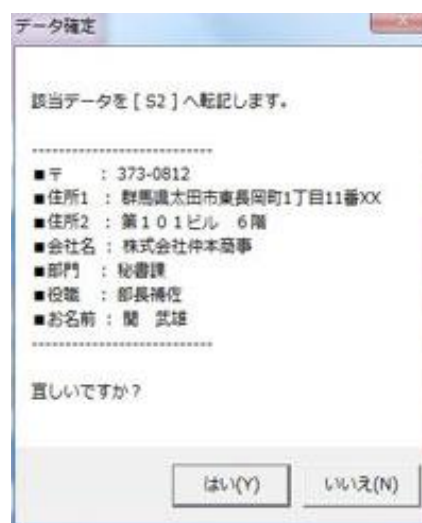 データ確定
該当データを [ S2 ] へ転記します。
---------------------------
■〒 : 373-0812
■住所1 : 群馬県太田市東長岡町1丁目11番XX
■住所2 : 第101ビル 6階
■会社名 : 株式会社仲本商事
■部門 : 秘書課
■役職 : 部長補佐
■お名前 : 関 武雄
---------------------------
宜しいですか？
はい(Y) いいえ(N)